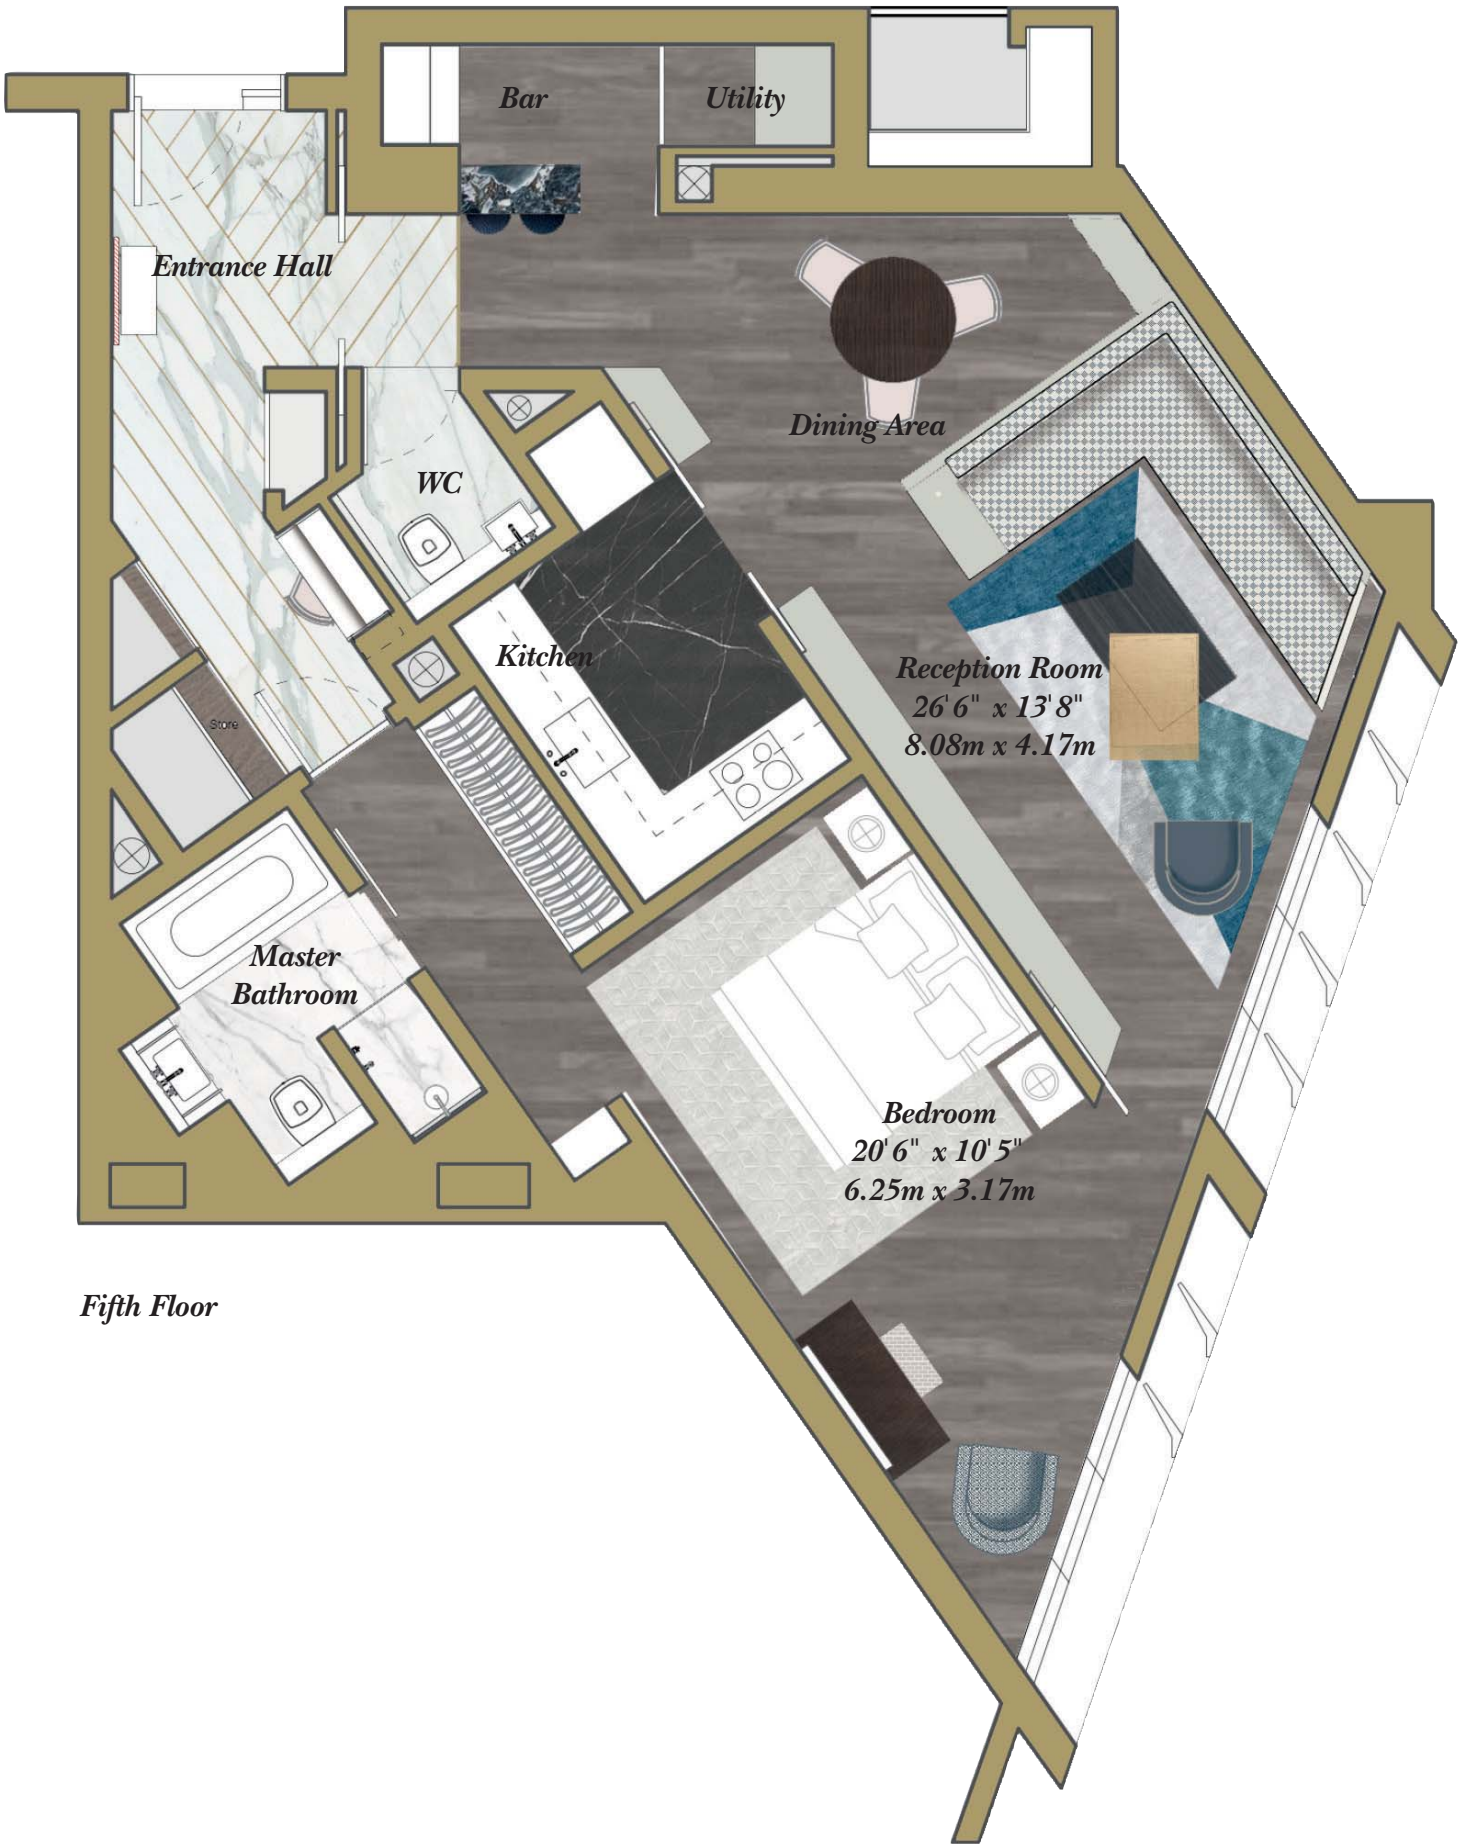 Bar
Utility
Entrance Hall
Dining Area
WC
Kitchen
Reception Room
26'6" x 13'8"
8.08m x 4.17m
Store
Master
Bathroom
Bedroom
20'6" x 10'5"
6.25m x 3.17m
Fifth Floor